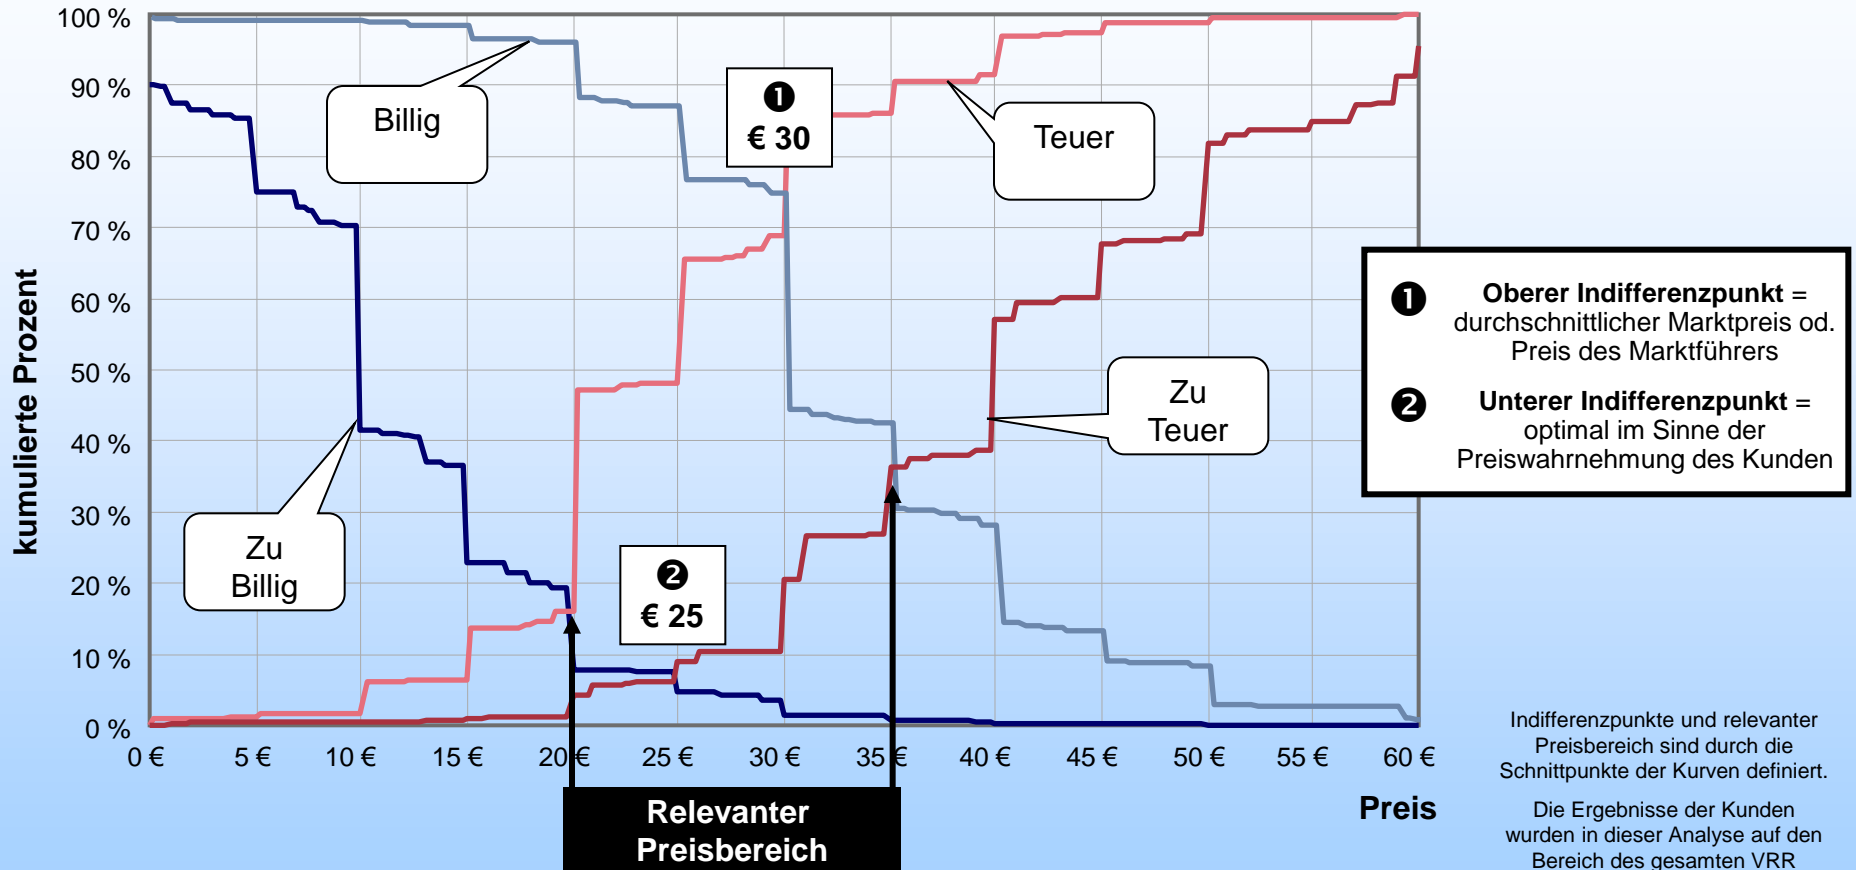 kumulierte Prozent
100 %
90 %
80 %
70 %
60 %
50 %
40 %
30 %
20 %
10 %
0 %
Billig
❶
€ 30
Teuer
Zu
Teuer
Zu
Billig
❷
€ 25
0 €
5 €
10 €
15 €
20 €
25 €
30 €
35 €
40 €
45 €
50 €
55 €
60 €
Preis
Relevanter
Preisbereich
❶ Oberer Indifferenzpunkt =
durchschnittlicher Marktpreis od.
Preis des Marktführers
❷ Unterer Indifferenzpunkt =
optimal im Sinne der
Preiswahrnehmung des Kunden
Indifferenzpunkte und relevanter
Preisbereich sind durch die
Schnittpunkte der Kurven definiert.
Die Ergebnisse der Kunden
wurden in dieser Analyse auf den
Bereich des gesamten VRR